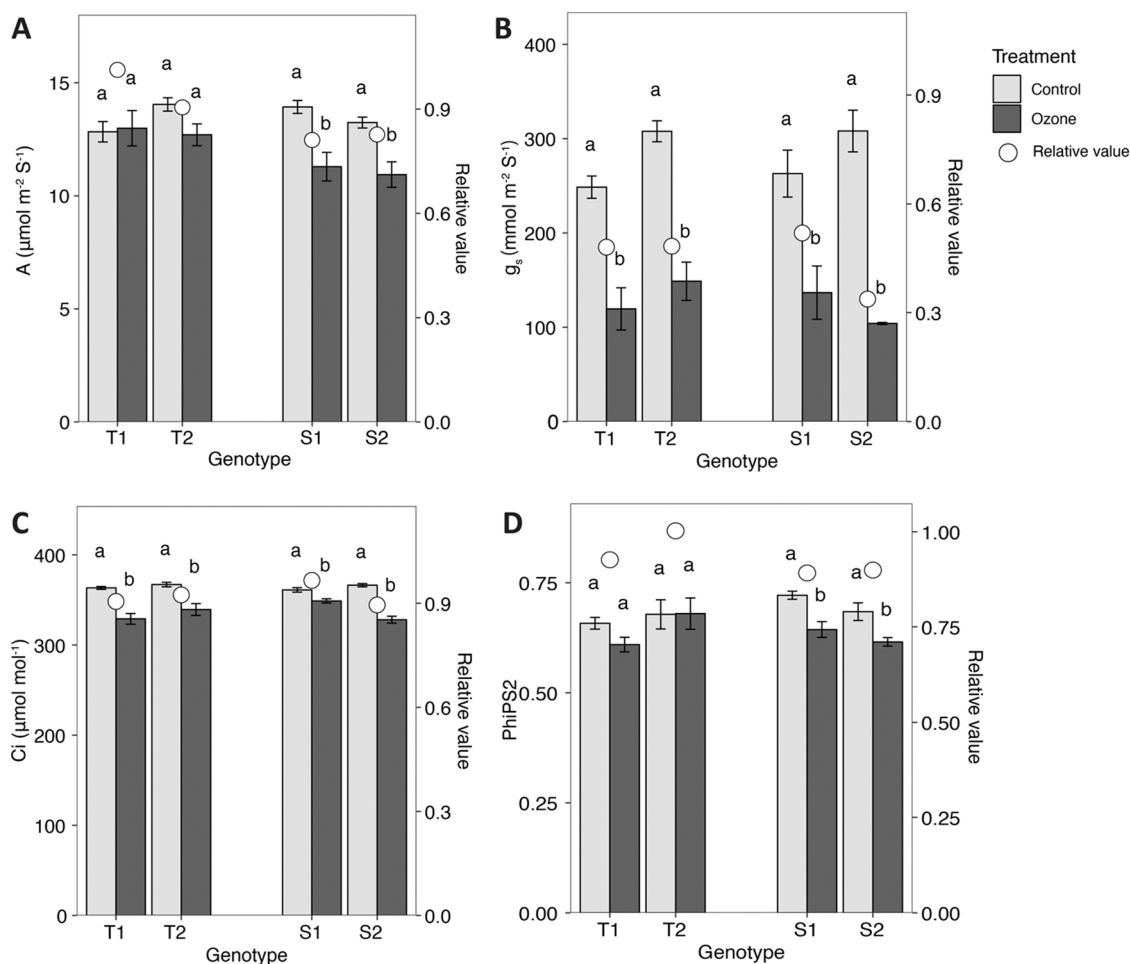 A
A (µmol m⁻² S⁻¹)
15
10
5
0
a
a
a
a
a
b
a
b
0.9
0.6
0.3
0.0
Relative value
T1 T2 S1 S2
Genotype
B
gₛ (mmol m⁻² S⁻¹)
400
300
200
100
0
a
b
a
b
a
b
a
b
0.9
0.6
0.3
0.0
Relative value
T1 T2 S1 S2
Genotype
Treatment
Control
Ozone
Relative value
C
Ci (µmol mol⁻¹)
400
300
200
100
0
a
b
a
b
a
b
a
b
0.9
0.6
0.3
0.0
Relative value
T1 T2 S1 S2
Genotype
D
PhiPS2
0.75
0.50
0.25
0.00
a
a
a
a
a
b
a
b
1.00
0.75
0.50
0.25
0.00
Relative value
T1 T2 S1 S2
Genotype